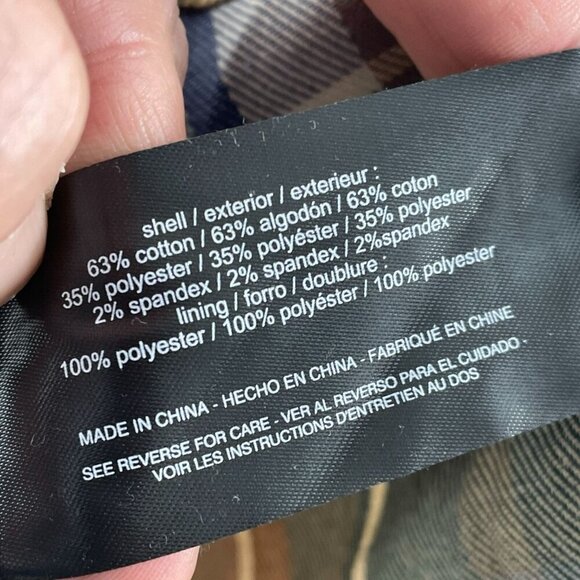 shell / exterior / exterieur :
63% cotton / 63% algodón / 63% coton
35% polyester / 35% polyéster / 35% polyester
2% spandex / 2% spandex / 2%spandex
lining / forro / doublure :
100% polyester / 100% polyéster / 100% polyester
MADE IN CHINA - HECHO EN CHINA - FABRIQUÉ EN CHINE
SEE REVERSE FOR CARE - VER AL REVERSO PARA EL CUIDADO .
VOIR LES INSTRUCTIONS D'ENTRETIEN AU DOS